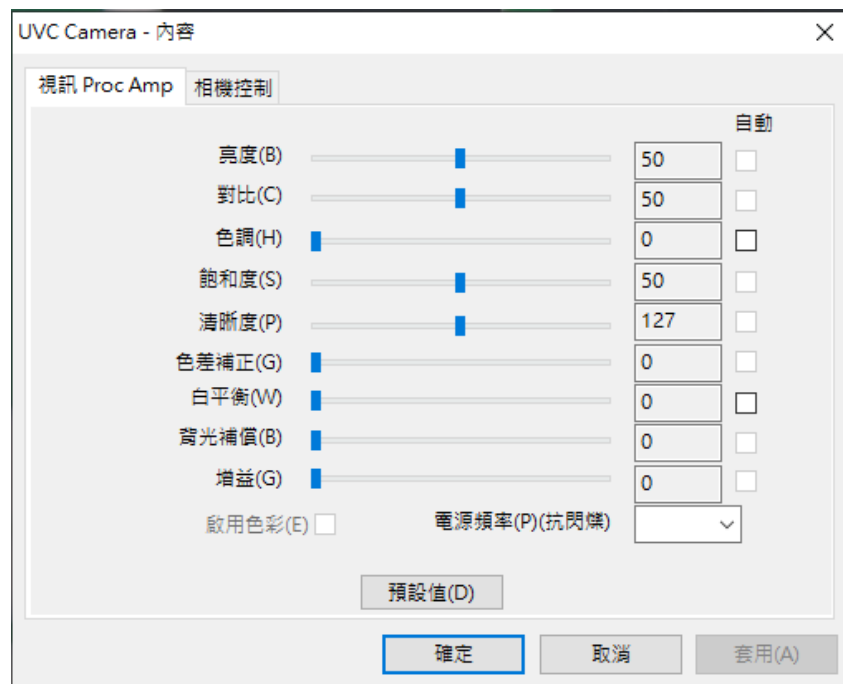 UVC Camera - 內容
視訊 Proc Amp 相機控制
自動
亮度(B) 50
對比(C) 50
色調(H) 0
飽和度(S) 50
清晰度(P) 127
色差補正(G) 0
白平衡(W) 0
背光補償(B) 0
增益(G) 0
啟用色彩(E) 電源頻率(P)(抗閃爍)
預設值(D)
確定 取消 套用(A)